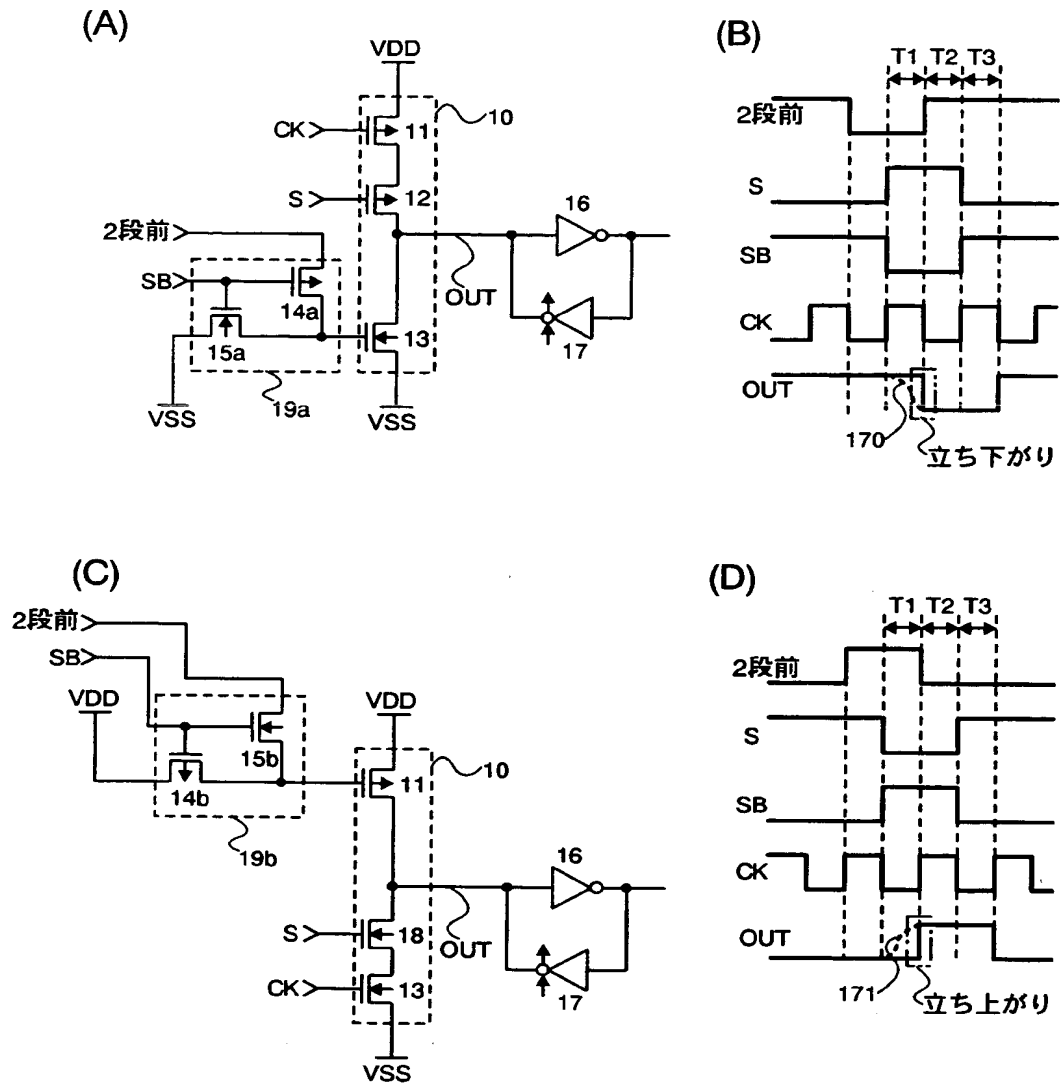 (A)
VDD
10
CK
11
S
12
16
2段前
SB
14a
OUT
15a
13
17
VSS
19a
VSS
(B)
T1 T2 T3
2段前
S
SB
CK
OUT
170
立ち下がり
(C)
2段前
SB
VDD
VDD
15b
10
14b
11
19b
16
S
18
OUT
CK
13
17
VSS
(D)
T1 T2 T3
2段前
S
SB
CK
OUT
171
立ち上がり